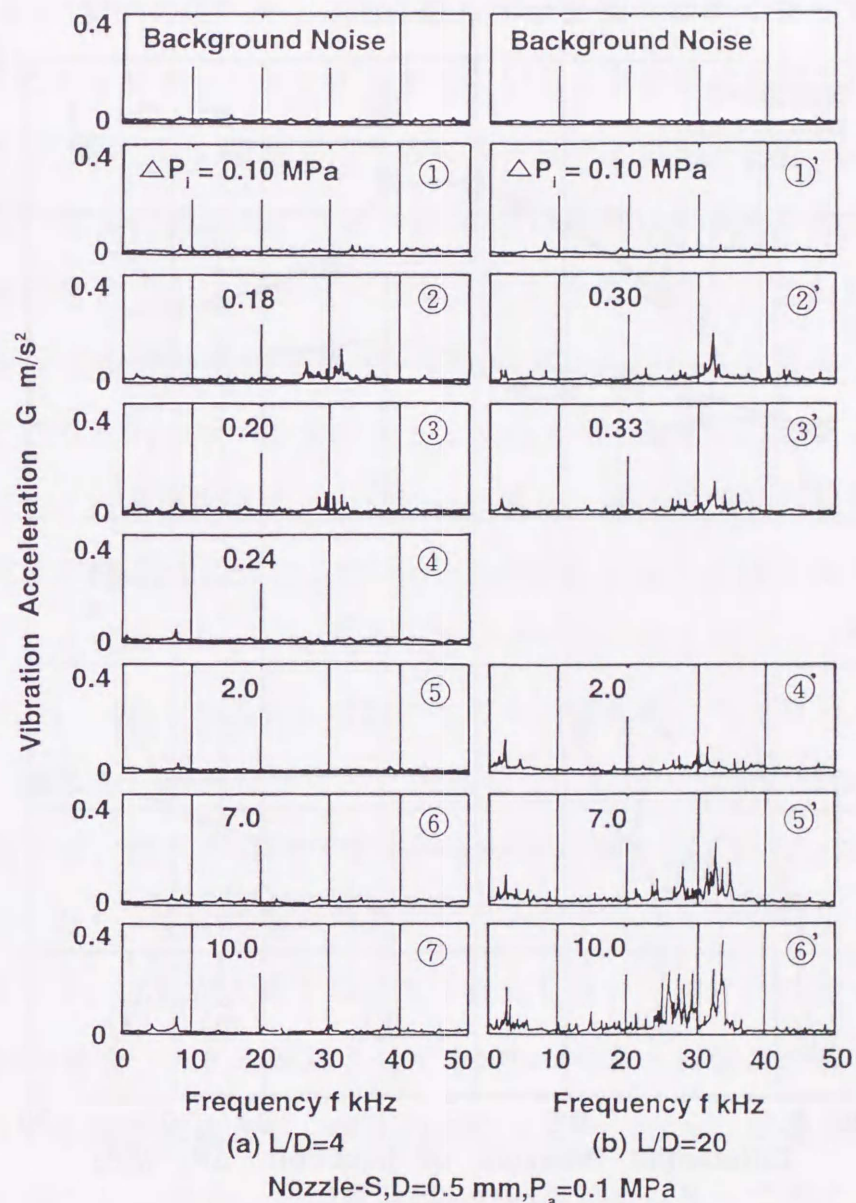 0.4 Background Noise Background Noise
0
0.4 △P_i = 0.10 MPa ① △P_i = 0.10 MPa ①'
0
0.4 0.18 ② 0.30 ②'
0
0.4 0.20 ③ 0.33 ③'
0
0.4 0.24 ④
0
0.4 2.0 ⑤ 2.0 ④'
0
0.4 7.0 ⑥ 7.0 ⑤'
0
0.4 10.0 ⑦ 10.0 ⑥'
0
Vibration Acceleration G m/s²
0 10 20 30 40 50 0 10 20 30 40 50
Frequency f kHz Frequency f kHz
(a) L/D=4 (b) L/D=20
Nozzle-S,D=0.5 mm,P_a=0.1 MPa